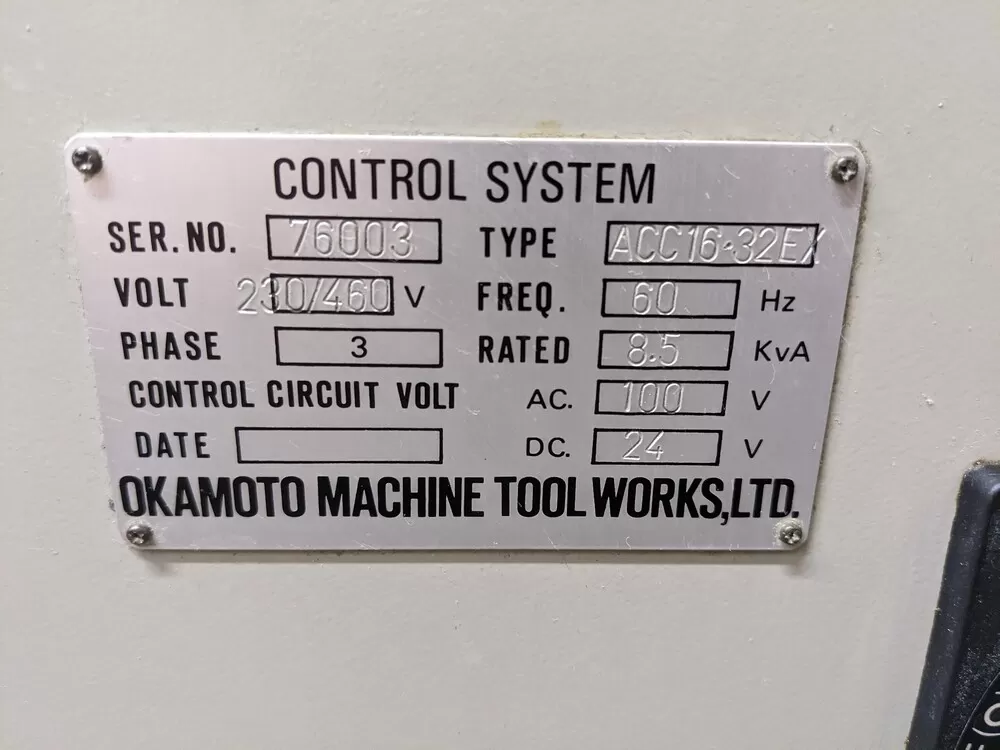 CONTROL SYSTEM
SER. NO. 76003 TYPE ACC16·32EX
VOLT 230/460 V FREQ. 60 Hz
PHASE 3 RATED 8.5 KvA
CONTROL CIRCUIT VOLT AC. 100 V
DATE DC. 24 V
OKAMOTO MACHINE TOOL WORKS,LTD.